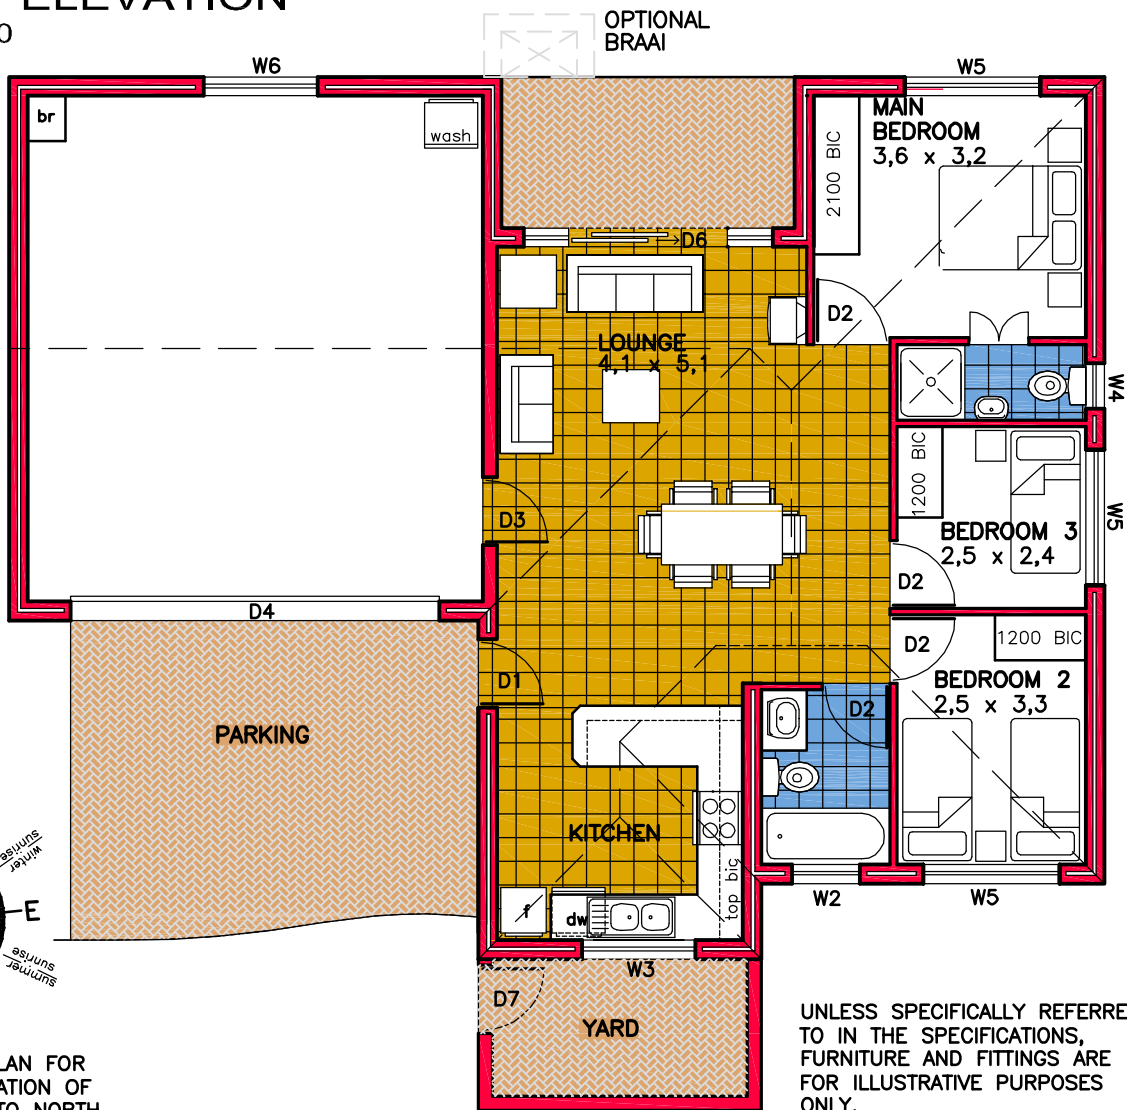 ELEVATION
0
OPTIONAL
BRAAI
W6
W5
br
wash
MAIN
BEDROOM
3,6 x 3,2
2100 BIC
D6
D2
LOUNGE
4,1 x 5,1
W4
1200 BIC
W5
D3
BEDROOM 3
2,5 x 2,4
D2
D4
D2
1200 BIC
D1
BEDROOM 2
2,5 x 3,3
D2
PARKING
KITCHEN
top bic
f
dw
W2
W5
W3
winter
sunrise
E
summer
sunrise
D7
YARD
UNLESS SPECIFICALLY REFERRE
TO IN THE SPECIFICATIONS,
FURNITURE AND FITTINGS ARE
FOR ILLUSTRATIVE PURPOSES
ONLY.
LAN FOR
ATION OF
TO NORTH